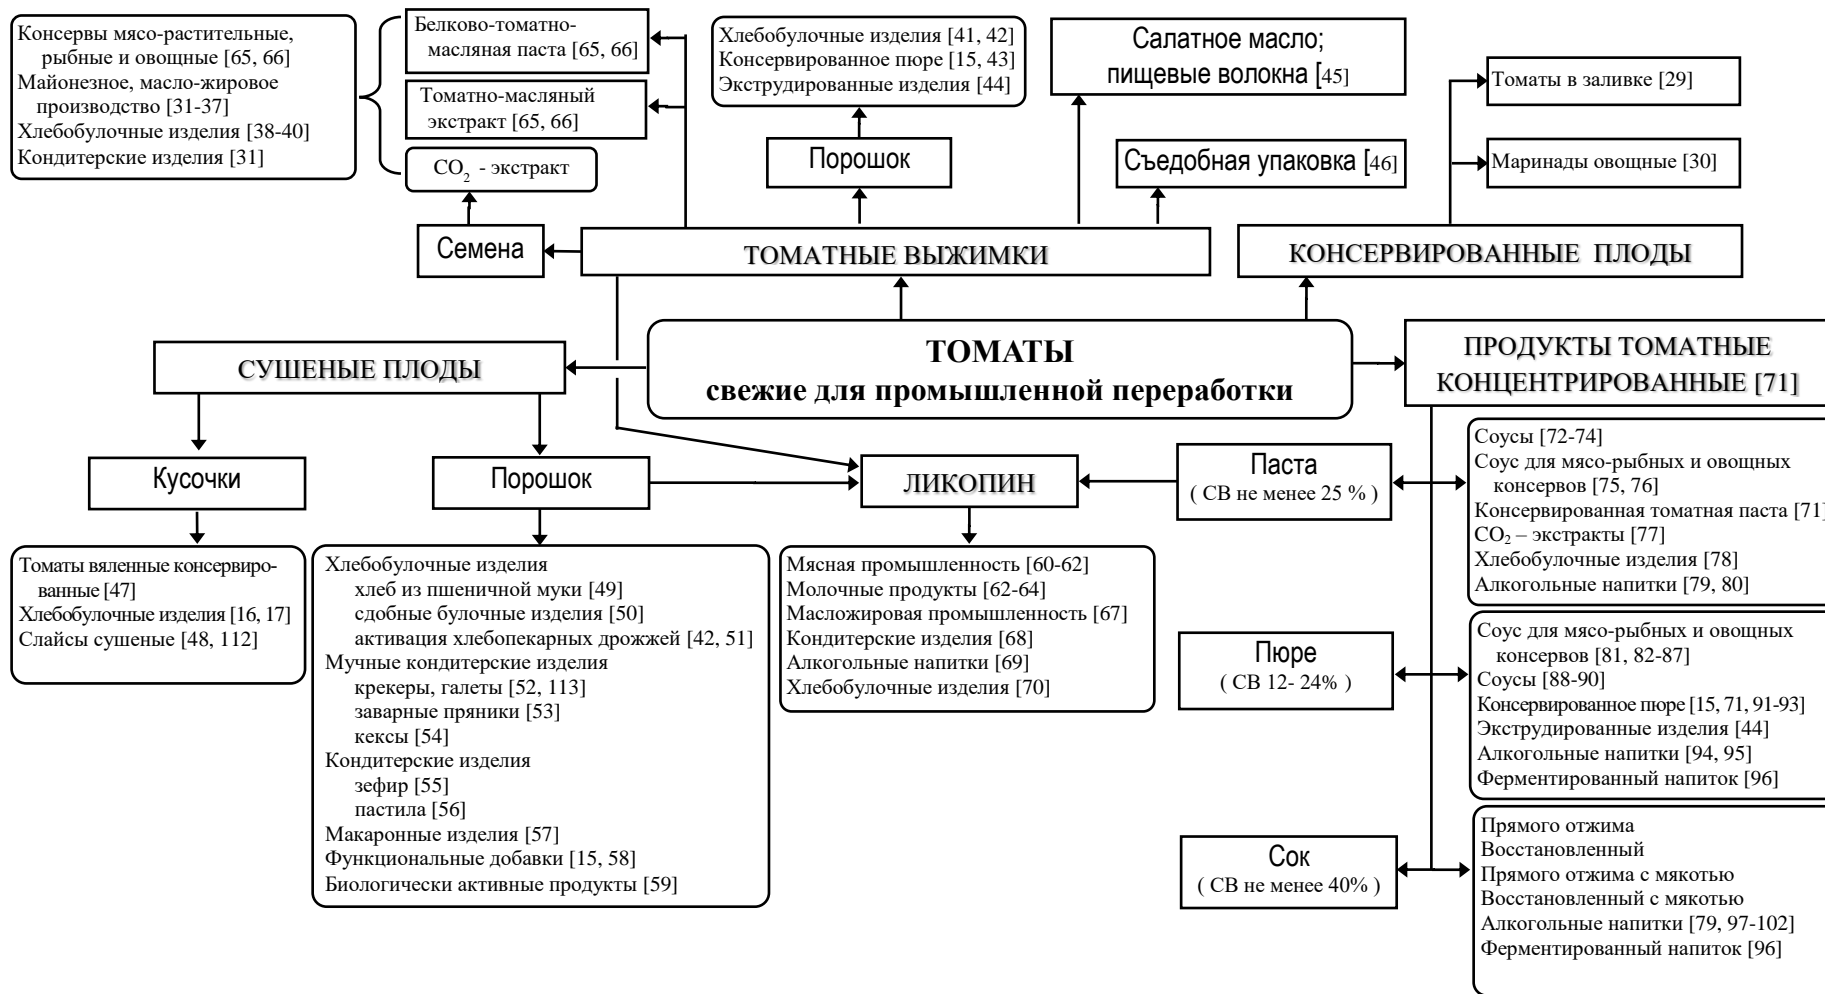 Консервы мясо-растительные,
рыбные и овощные [65, 66]
Майонезное, масло-жировое
производство [31-37]
Хлебобулочные изделия [38-40]
Кондитерские изделия [31]
Белково-томатно-
масляная паста [65, 66]
Томатно-масляный
экстракт [65, 66]
CO2 - экстракт
Семена
Хлебобулочные изделия [41, 42]
Консервированное пюре [15, 43]
Экструдированные изделия [44]
Порошок
Салатное масло;
пищевые волокна [45]
Съедобная упаковка [46]
Томаты в заливке [29]
Маринады овощные [30]
ТОМАТНЫЕ ВЫЖИМКИ
КОНСЕРВИРОВАННЫЕ ПЛОДЫ
СУШЕНЫЕ ПЛОДЫ
ТОМАТЫ
свежие для промышленной переработки
ПРОДУКТЫ ТОМАТНЫЕ
КОНЦЕНТРИРОВАННЫЕ [71]
Кусочки
Порошок
ЛИКОПИН
Паста
( СВ не менее 25 % )
Соусы [72-74]
Соус для мясо-рыбных и овощных
консервов [75, 76]
Консервированная томатная паста [71]
CO2 – экстракты [77]
Хлебобулочные изделия [78]
Алкогольные напитки [79, 80]
Томаты вяленные консервиро-
ванные [47]
Хлебобулочные изделия [16, 17]
Слайсы сушеные [48, 112]
Хлебобулочные изделия
хлеб из пшеничной муки [49]
сдобные булочные изделия [50]
активация хлебопекарных дрожжей [42, 51]
Мучные кондитерские изделия
крекеры, галеты [52, 113]
заварные пряники [53]
кексы [54]
Кондитерские изделия
зефир [55]
пастила [56]
Макаронные изделия [57]
Функциональные добавки [15, 58]
Биологически активные продукты [59]
Мясная промышленность [60-62]
Молочные продукты [62-64]
Масложировая промышленность [67]
Кондитерские изделия [68]
Алкогольные напитки [69]
Хлебобулочные изделия [70]
Пюре
( СВ 12- 24% )
Соус для мясо-рыбных и овощных
консервов [81, 82-87]
Соусы [88-90]
Консервированное пюре [15, 71, 91-93]
Экструдированные изделия [44]
Алкогольные напитки [94, 95]
Ферментированный напиток [96]
Сок
( СВ не менее 40% )
Прямого отжима
Восстановленный
Прямого отжима с мякотью
Восстановленный с мякотью
Алкогольные напитки [79, 97-102]
Ферментированный напиток [96]